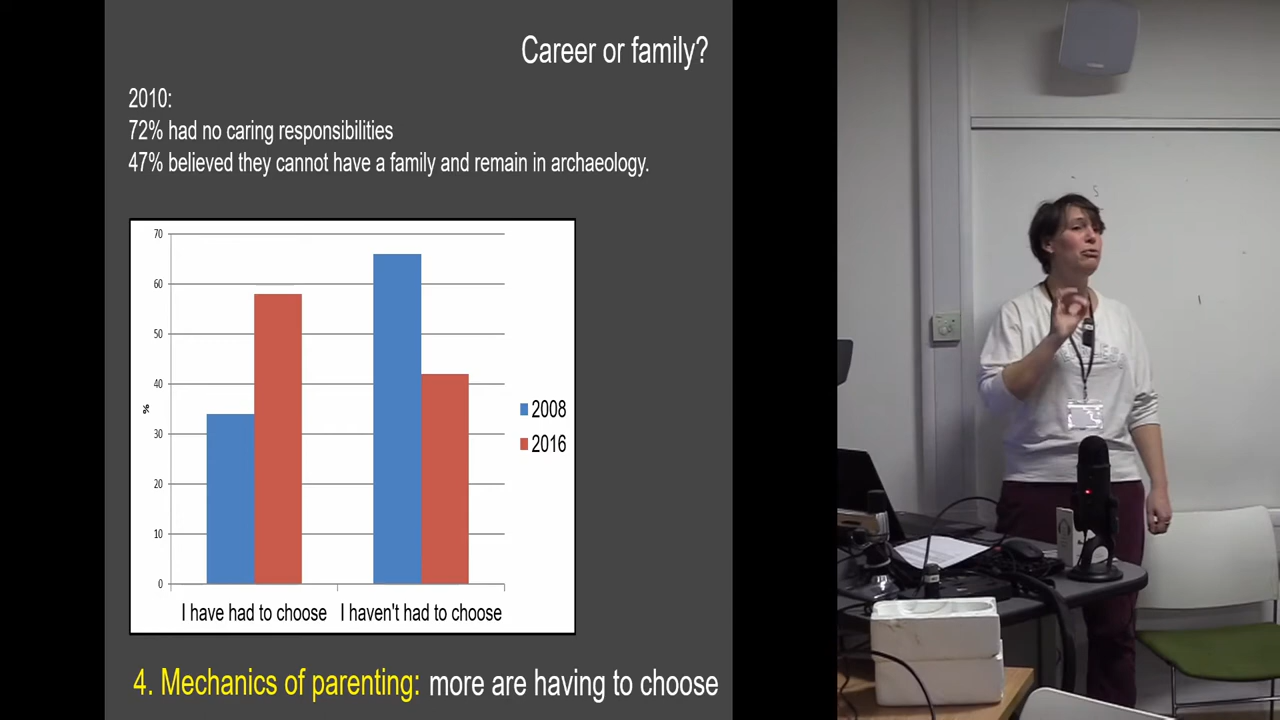 Career or family?
2010:
72% had no caring responsibilities
47% believed they cannot have a family and remain in archaeology.
70
60
50
40
30
20
10
0
%
2008
2016
I have had to choose
I haven't had to choose
4. Mechanics of parenting: more are having to choose